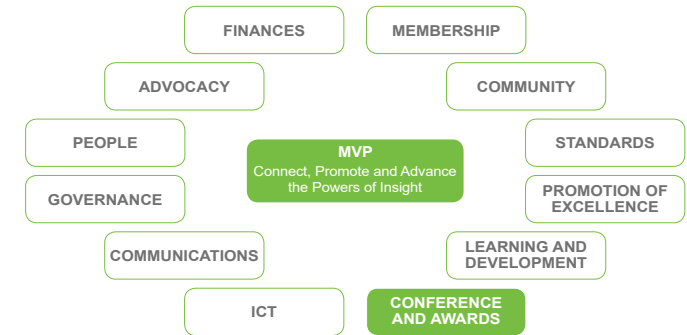 FINANCES
MEMBERSHIP
ADVOCACY
COMMUNITY
PEOPLE
MVP
Connect, Promote and Advance
the Powers of Insight
STANDARDS
GOVERNANCE
PROMOTION OF
EXCELLENCE
COMMUNICATIONS
LEARNING AND
DEVELOPMENT
ICT
CONFERENCE
AND AWARDS